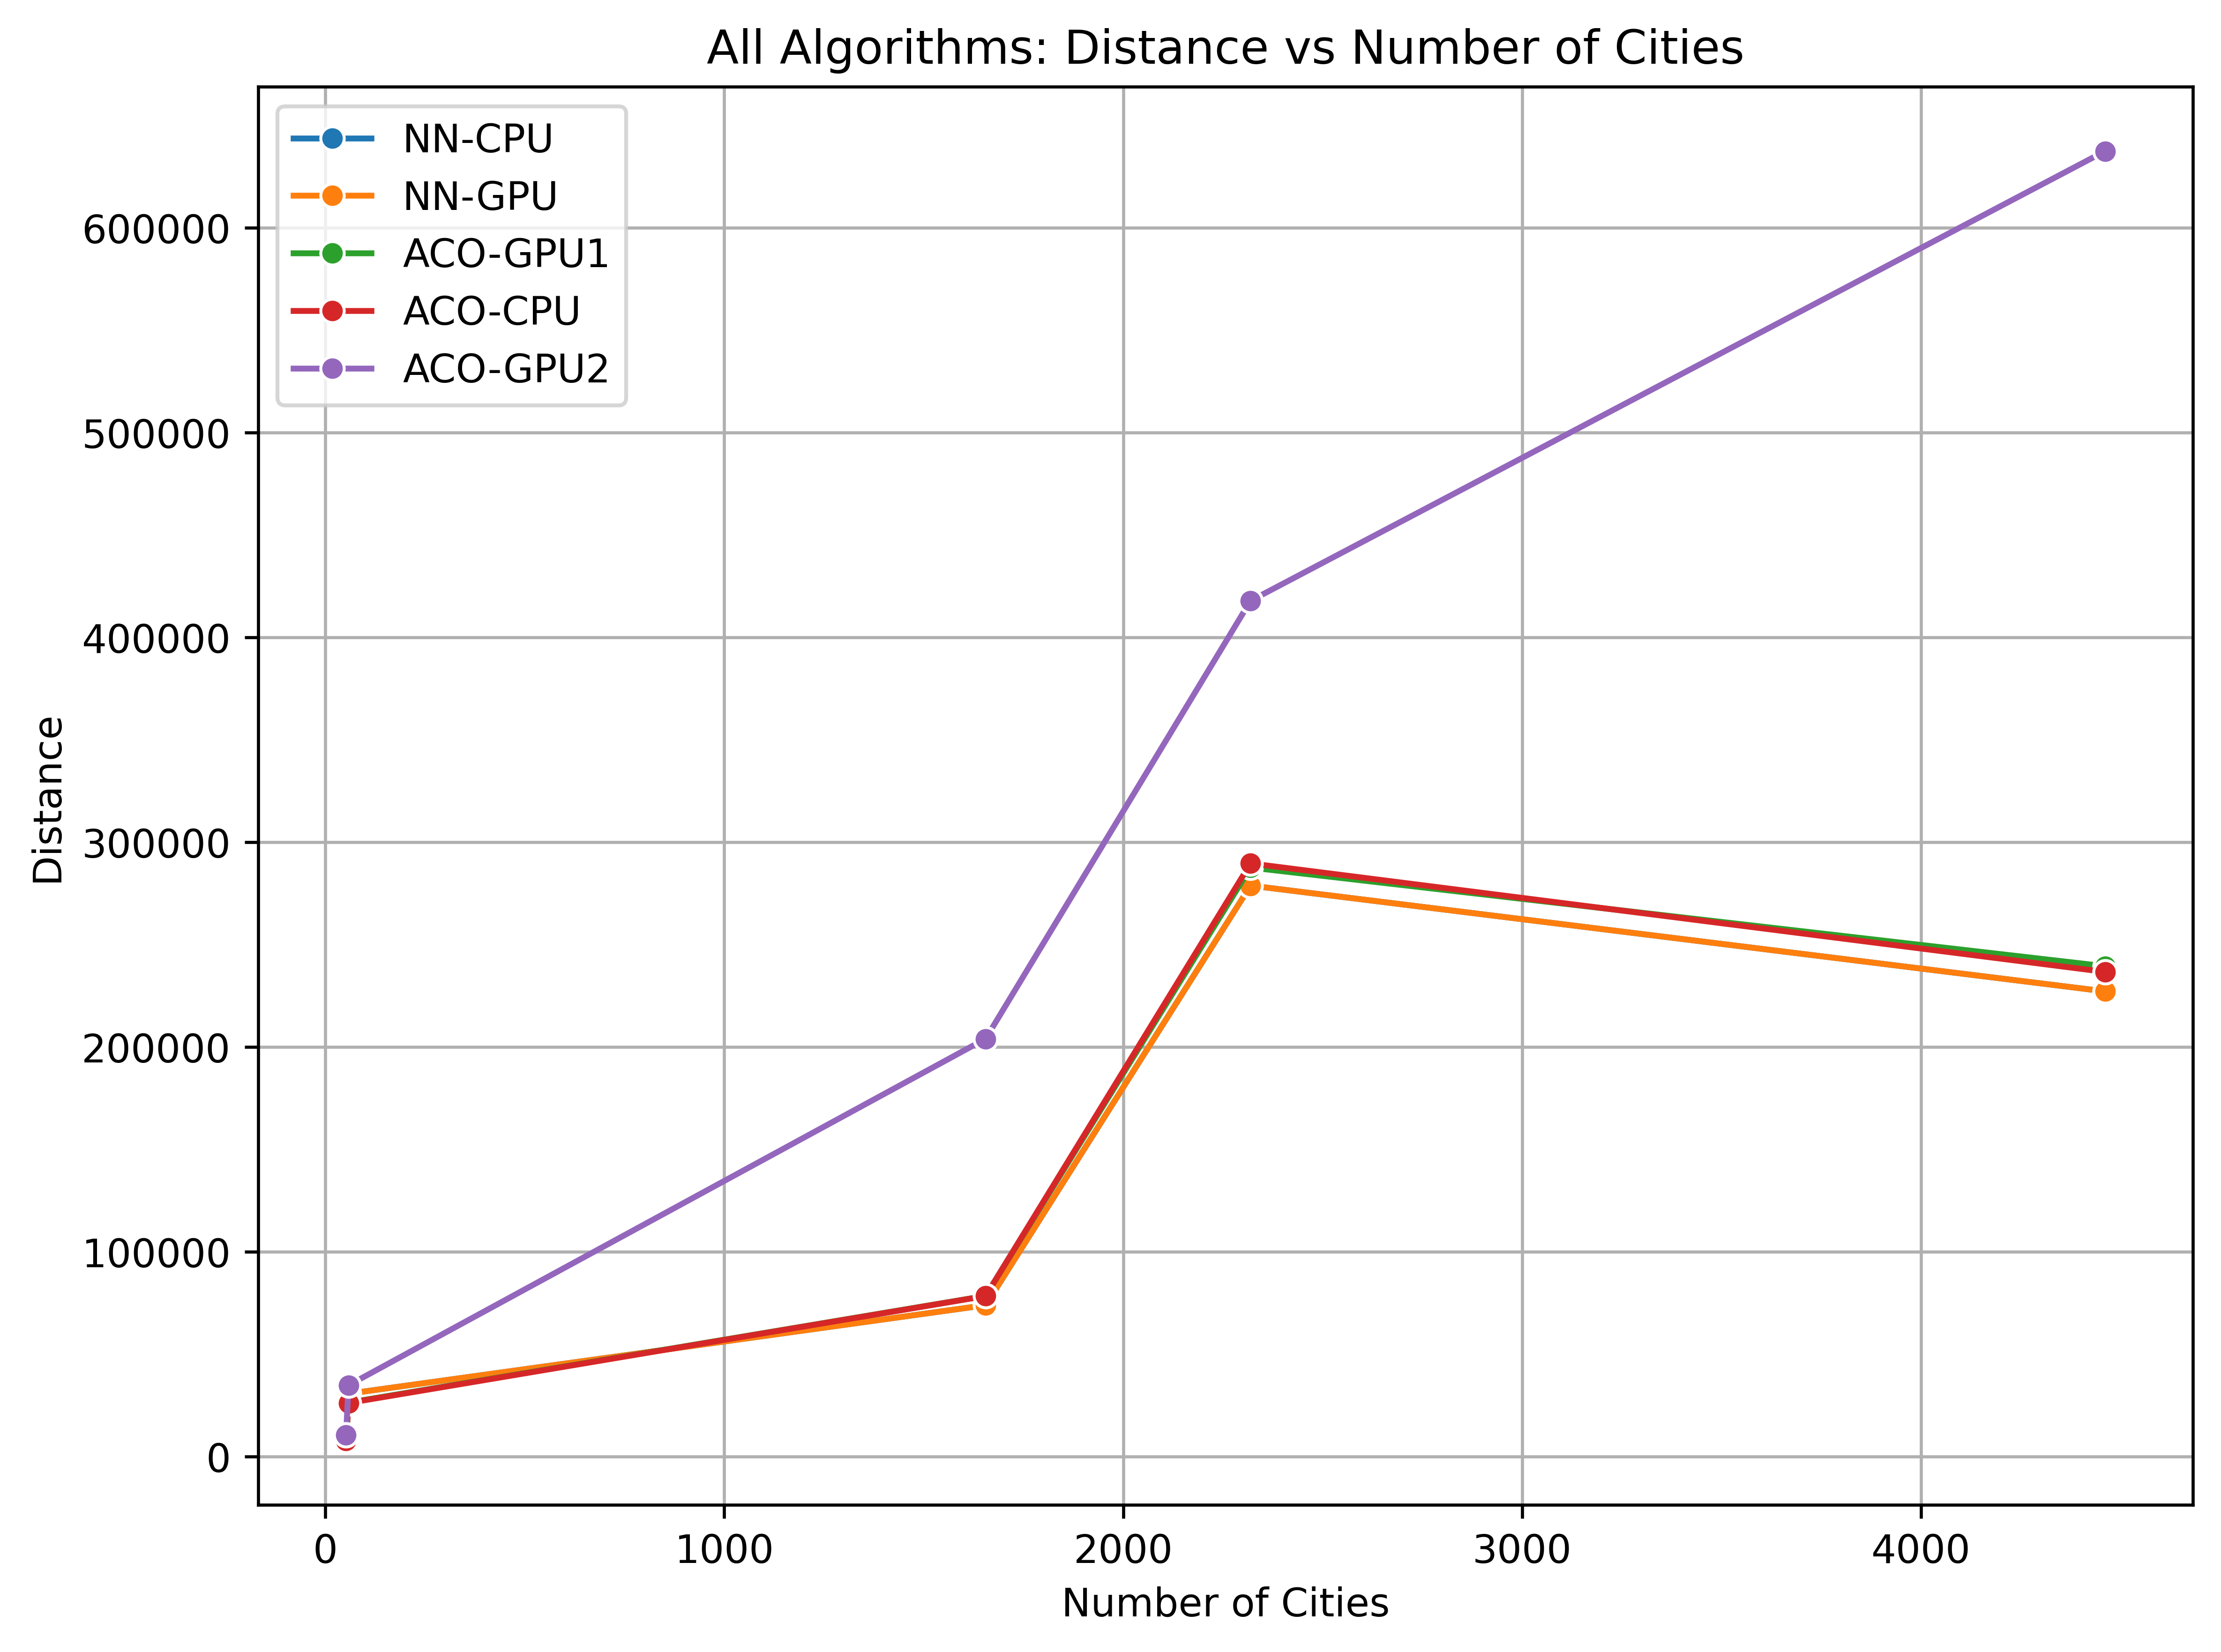 All Algorithms: Distance vs Number of Cities
NN-CPU
NN-GPU
ACO-GPU1
ACO-CPU
ACO-GPU2
600000
500000
400000
300000
200000
100000
0
Distance
0 1000 2000 3000 4000
Number of Cities